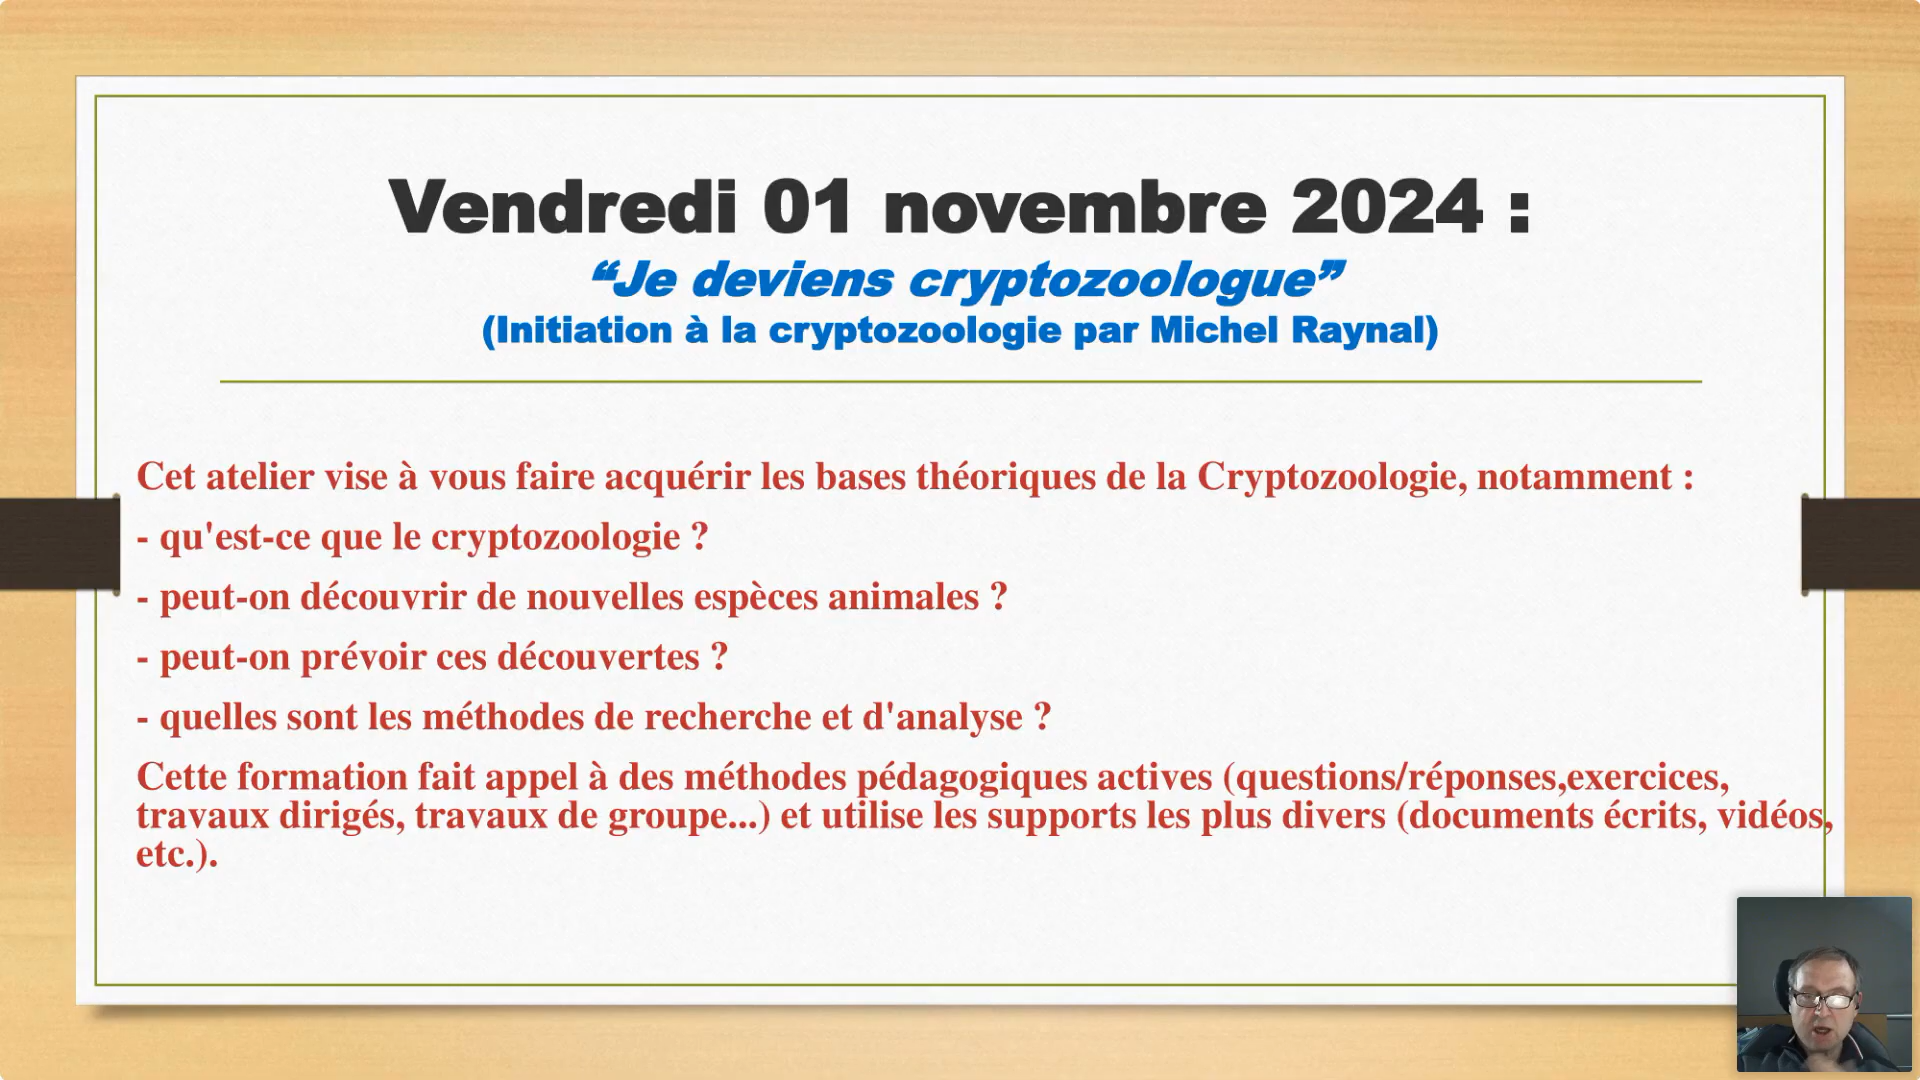 Vendredi 01 novembre 2024 :
“Je deviens cryptozoologue”
(Initiation à la cryptozoologie par Michel Raynal)
Cet atelier vise à vous faire acquérir les bases théoriques de la Cryptozoologie, notamment :
- qu'est-ce que le cryptozoologie ?
- peut-on découvrir de nouvelles espèces animales ?
- peut-on prévoir ces découvertes ?
- quelles sont les méthodes de recherche et d'analyse ?
Cette formation fait appel à des méthodes pédagogiques actives (questions/réponses,exercices,
travaux dirigés, travaux de groupe...) et utilise les supports les plus divers (documents écrits, vidéos,
etc.).